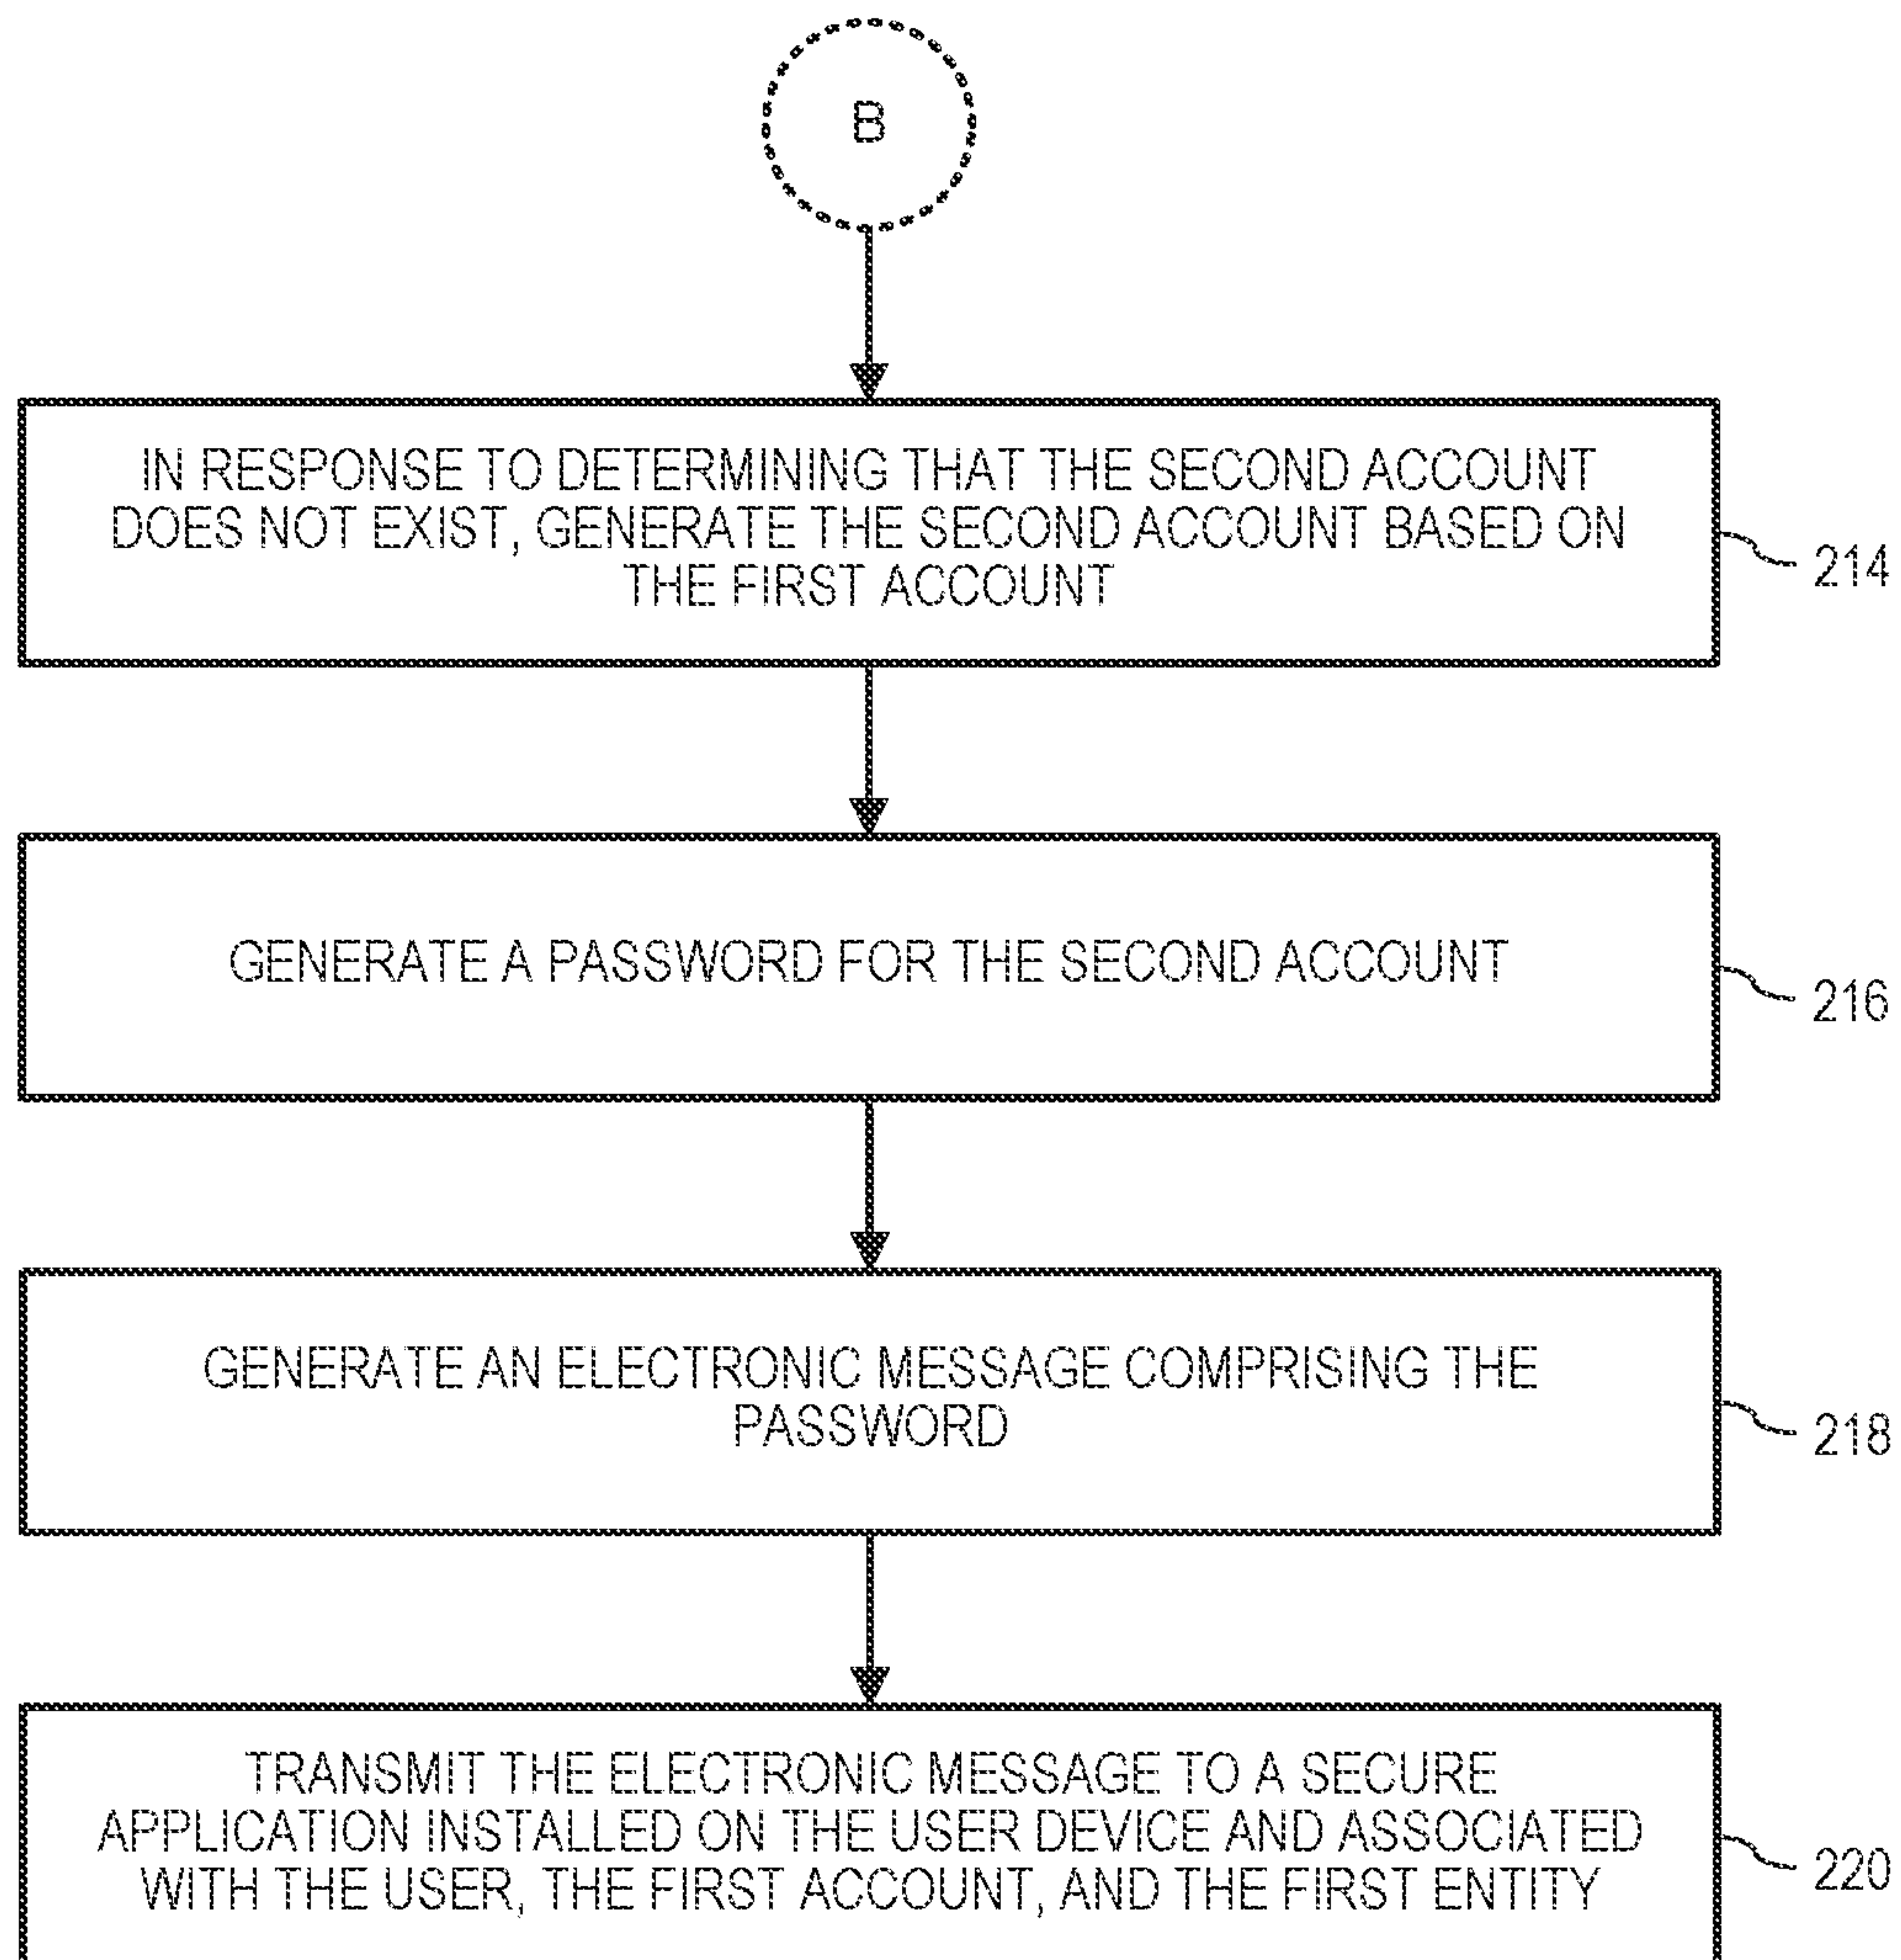 B
IN RESPONSE TO DETERMINING THAT THE SECOND ACCOUNT
DOES NOT EXIST, GENERATE THE SECOND ACCOUNT BASED ON
THE FIRST ACCOUNT
214
GENERATE A PASSWORD FOR THE SECOND ACCOUNT
216
GENERATE AN ELECTRONIC MESSAGE COMPRISING THE
PASSWORD
218
TRANSMIT THE ELECTRONIC MESSAGE TO A SECURE
APPLICATION INSTALLED ON THE USER DEVICE AND ASSOCIATED
WITH THE USER, THE FIRST ACCOUNT, AND THE FIRST ENTITY
220